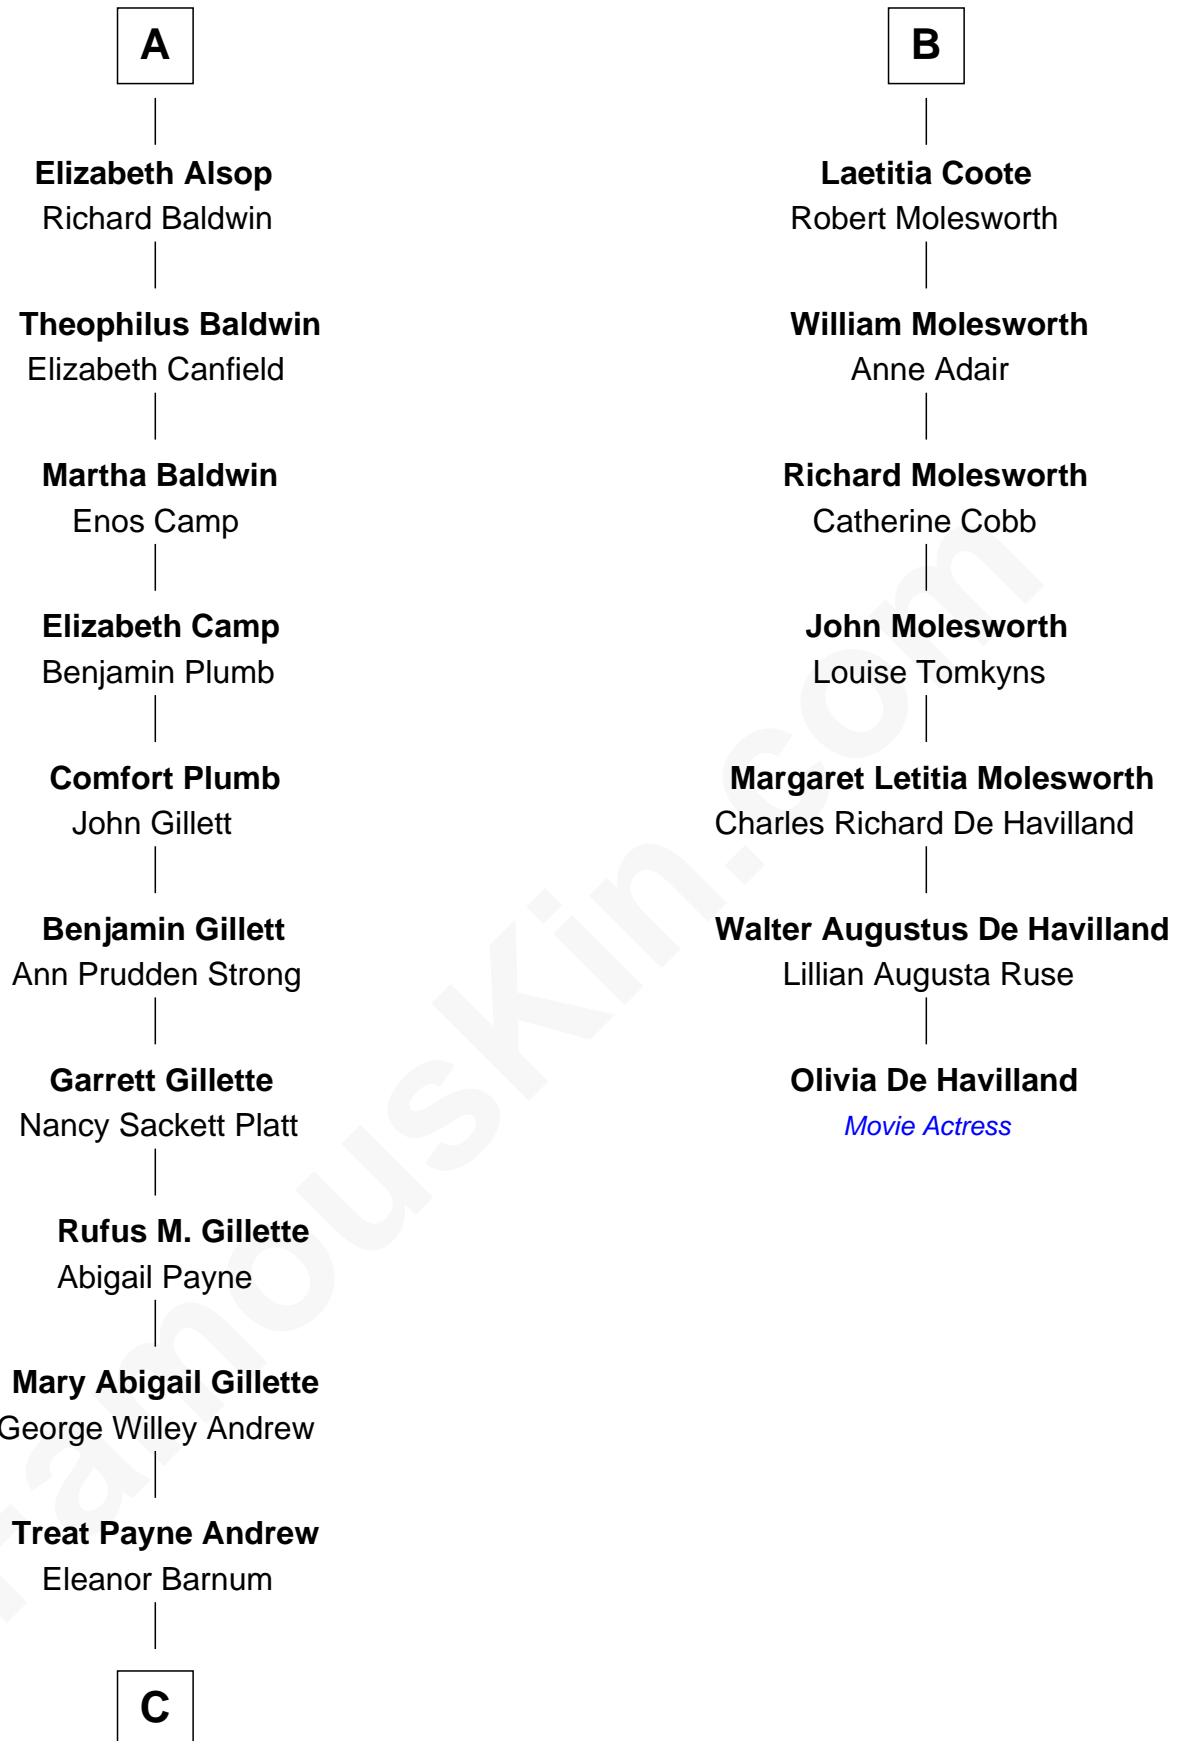 A
Elizabeth Alsop
Richard Baldwin
Theophilus Baldwin
Elizabeth Canfield
Martha Baldwin
Enos Camp
Elizabeth Camp
Benjamin Plumb
Comfort Plumb
John Gillett
Benjamin Gillett
Ann Prudden Strong
Garrett Gillette
Nancy Sackett Platt
Rufus M. Gillette
Abigail Payne
Mary Abigail Gillette
George Willey Andrew
Treat Payne Andrew
Eleanor Barnum
C
B
Laetitia Coote
Robert Molesworth
William Molesworth
Anne Adair
Richard Molesworth
Catherine Cobb
John Molesworth
Louise Tomkyns
Margaret Letitia Molesworth
Charles Richard De Havilland
Walter Augustus De Havilland
Lillian Augusta Ruse
Olivia De Havilland
Movie Actress
FamousKin.com